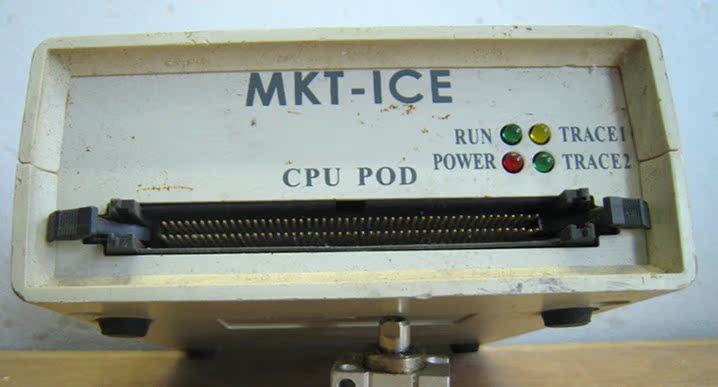 MKT-ICE
RUN TRACE1
POWER TRACE2
CPU POD